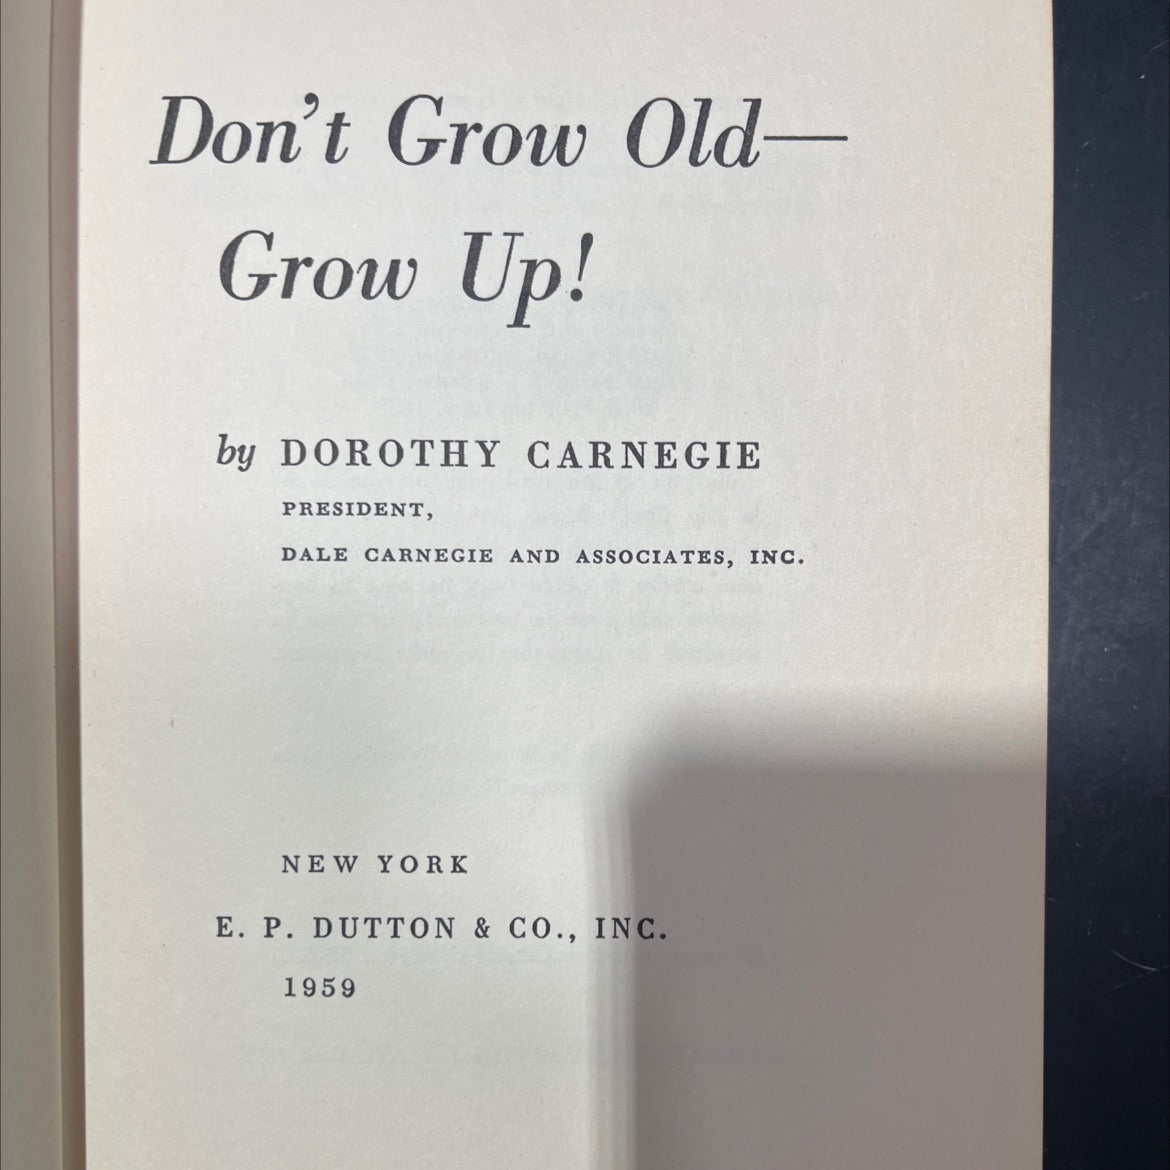 Don't Grow Old—
Grow Up!
by DOROTHY CARNEGIE
PRESIDENT,
DALE CARNEGIE AND ASSOCIATES, INC.
NEW YORK
E. P. DUTTON & CO., INC.
1959